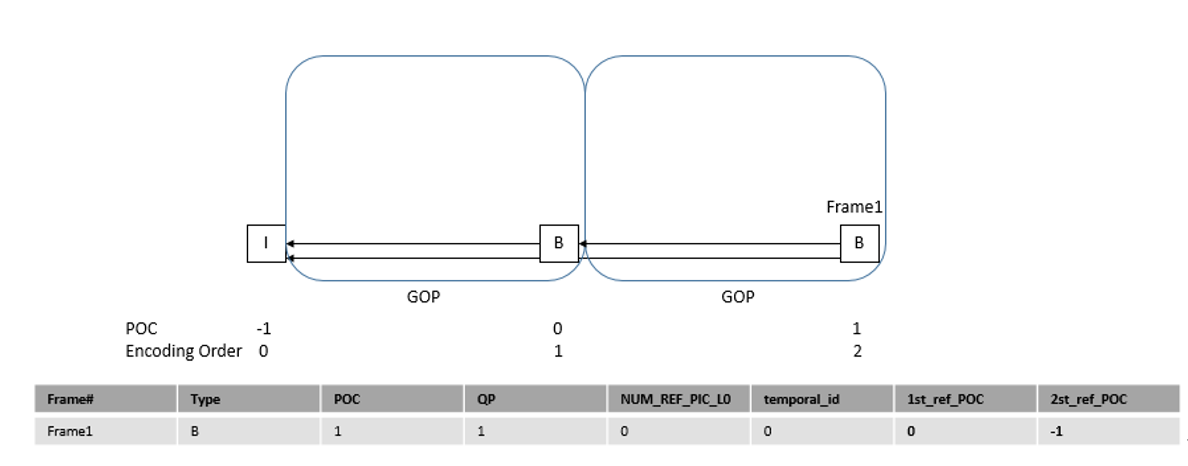 Frame1
I B B
GOP GOP
POC -1 0 1
Encoding Order 0 1 2
Frame# Type POC QP NUM_REF_PIC_L0 temporal_id 1st_ref_POC 2st_ref_POC
Frame1 B 1 1 0 0 0 -1